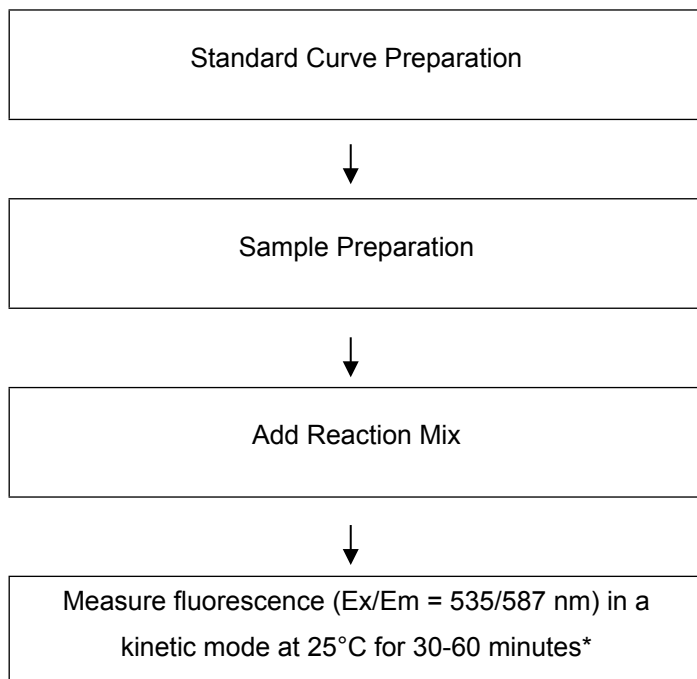 Standard Curve Preparation
Sample Preparation
Add Reaction Mix
Measure fluorescence (Ex/Em = 535/587 nm) in a
kinetic mode at 25°C for 30-60 minutes*